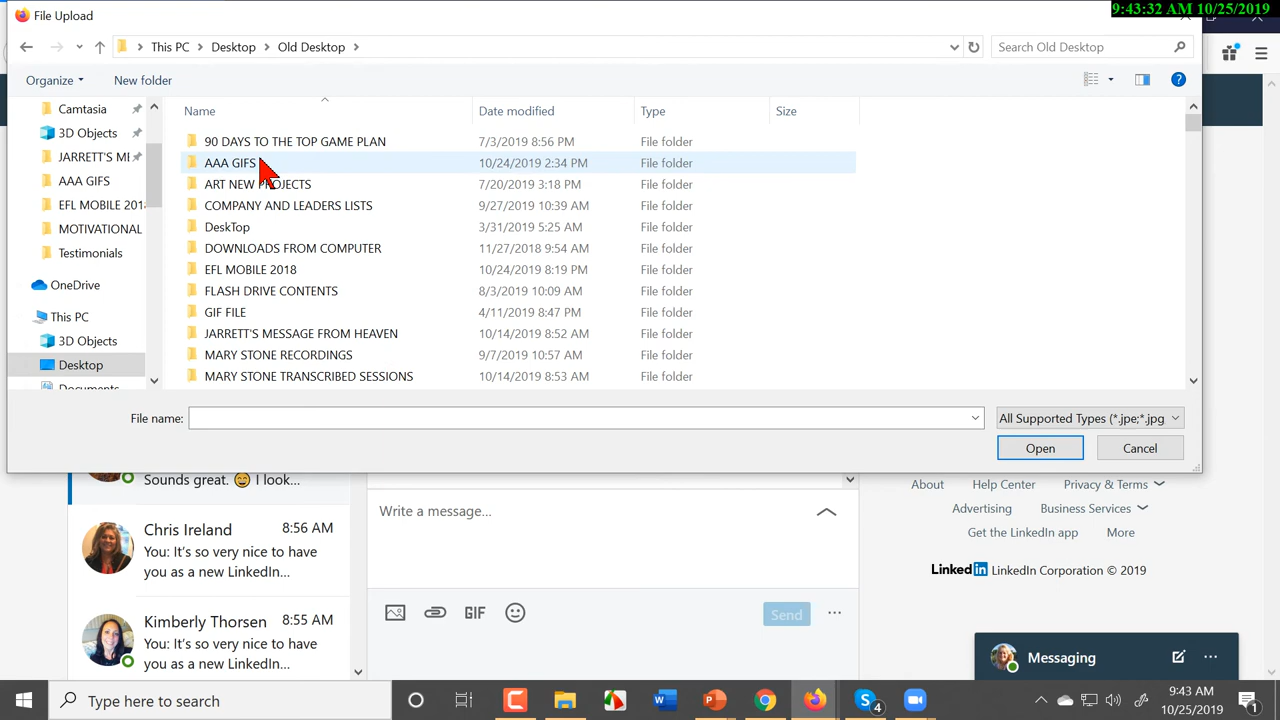 File Upload
9:43:32 AM 10/25/2019
This PC > Desktop > Old Desktop >
Search Old Desktop
Organize
New folder
Name
Date modified
Type
Size
Camtasia
3D Objects
JARRETT'S MI
AAA GIFS
EFL MOBILE 201
MOTIVATIONAL
Testimonials
OneDrive
This PC
3D Objects
Desktop
Documents
90 DAYS TO THE TOP GAME PLAN 7/3/2019 8:56 PM File folder
AAA GIFS 10/24/2019 2:34 PM File folder
ART NEW PROJECTS 7/20/2019 3:18 PM File folder
COMPANY AND LEADERS LISTS 9/27/2019 10:39 AM File folder
DeskTop 3/31/2019 5:25 AM File folder
DOWNLOADS FROM COMPUTER 11/27/2018 9:54 AM File folder
EFL MOBILE 2018 10/24/2019 8:19 PM File folder
FLASH DRIVE CONTENTS 8/3/2019 10:09 AM File folder
GIF FILE 4/11/2019 8:47 PM File folder
JARRETT'S MESSAGE FROM HEAVEN 10/14/2019 8:52 AM File folder
MARY STONE RECORDINGS 9/7/2019 10:57 AM File folder
MARY STONE TRANSCRIBED SESSIONS 10/14/2019 8:53 AM File folder
File name:
All Supported Types (*.jpe;*.jpg
Open
Cancel
Sounds great. 😊 I look...
Chris Ireland 8:56 AM
You: It's so very nice to have
you as a new LinkedIn...
Kimberly Thorsen 8:55 AM
You: It's so very nice to have
you as a new LinkedIn...
Write a message...
GIF
Send
About
Help Center
Privacy & Terms
Advertising
Business Services
Get the LinkedIn app
More
LinkedIn LinkedIn Corporation © 2019
Messaging
Type here to search
4
9:43 AM
10/25/2019
1